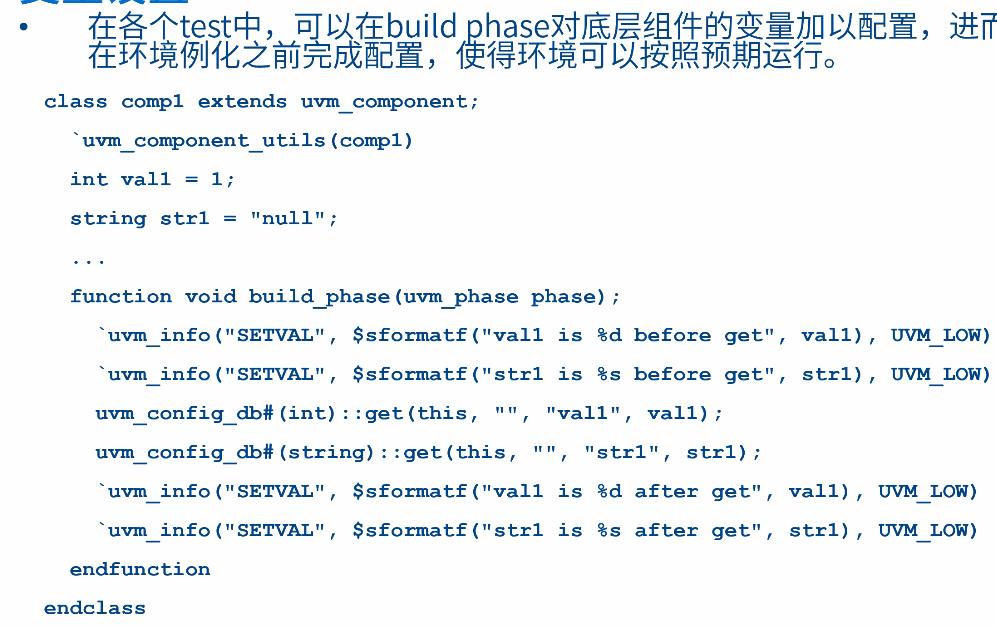 • 在各个test中，可以在build phase对底层组件的变量加以配置，进而
在环境例化之前完成配置，使得环境可以按照预期运行。
class comp1 extends uvm_component;
`uvm_component_utils(comp1)
int val1 = 1;
string str1 = "null";
...
function void build_phase(uvm_phase phase);
`uvm_info("SETVAL", $sformatf("val1 is %d before get", val1), UVM_LOW)
`uvm_info("SETVAL", $sformatf("str1 is %s before get", str1), UVM_LOW)
uvm_config_db#(int)::get(this, "", "val1", val1);
uvm_config_db#(string)::get(this, "", "str1", str1);
`uvm_info("SETVAL", $sformatf("val1 is %d after get", val1), UVM_LOW)
`uvm_info("SETVAL", $sformatf("str1 is %s after get", str1), UVM_LOW)
endfunction
endclass